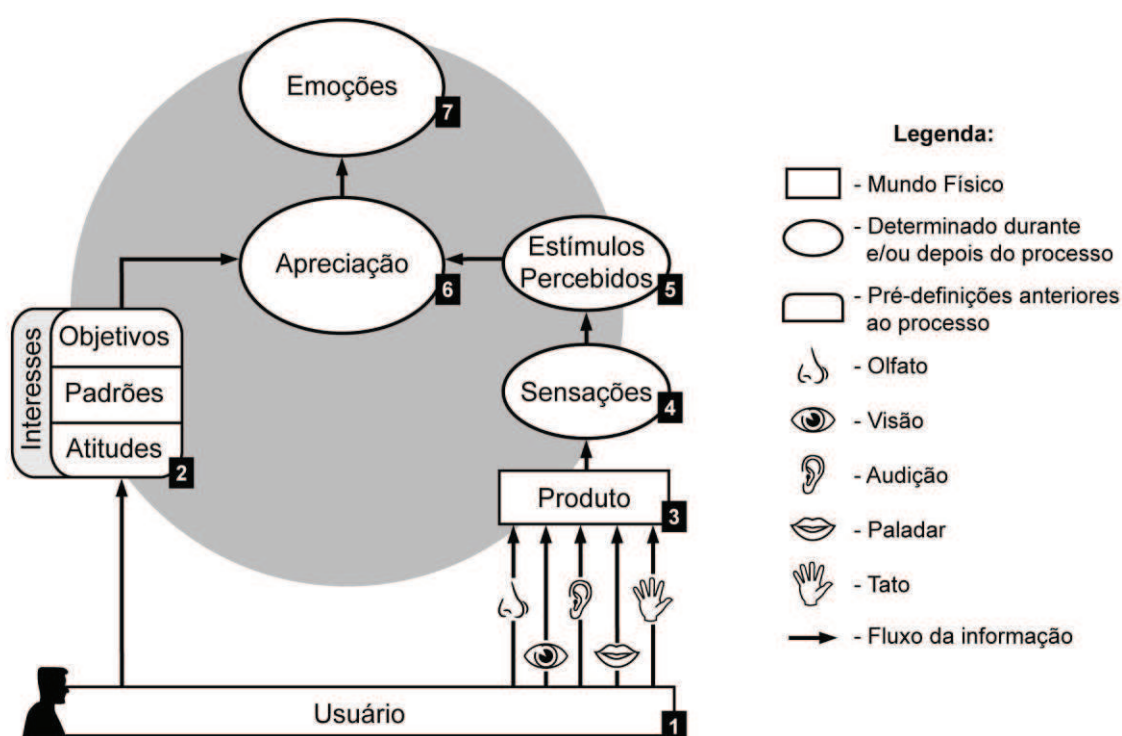 Emoções
7
Apreciação
6
Estímulos
Percebidos
5
Interesses
Objetivos
Padrões
Atitudes
2
Sensações
4
Produto
3
Usuário
1
Legenda:
- Mundo Físico
- Determinado durante
e/ou depois do processo
- Pré-definições anteriores
ao processo
- Olfato
- Visão
- Audição
- Paladar
- Tato
- Fluxo da informação